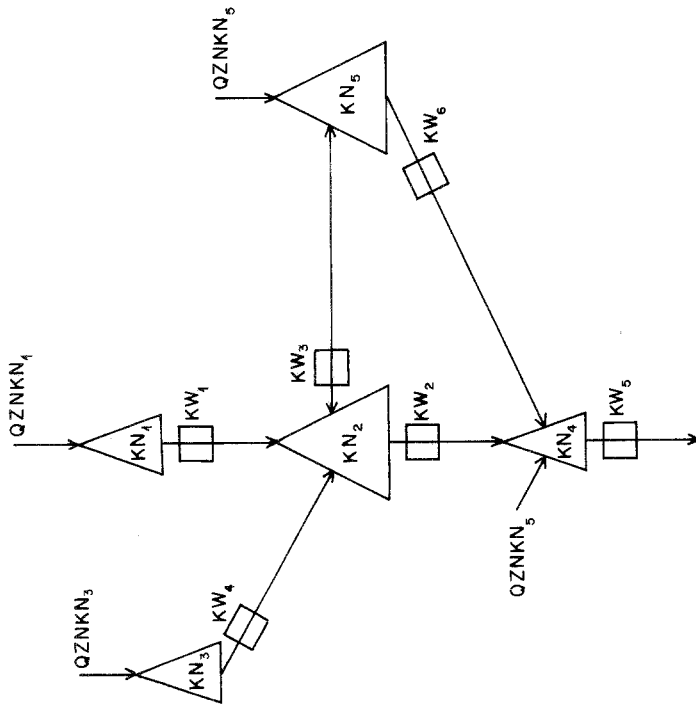 QZNKN₅
QZNKN₁
QZNKN₃
KN₅
KN₁
KN₃
KW₁
KW₄
KW₃
KW₆
KN₂
KW₂
KN₄
KW₅
QZNKN₅